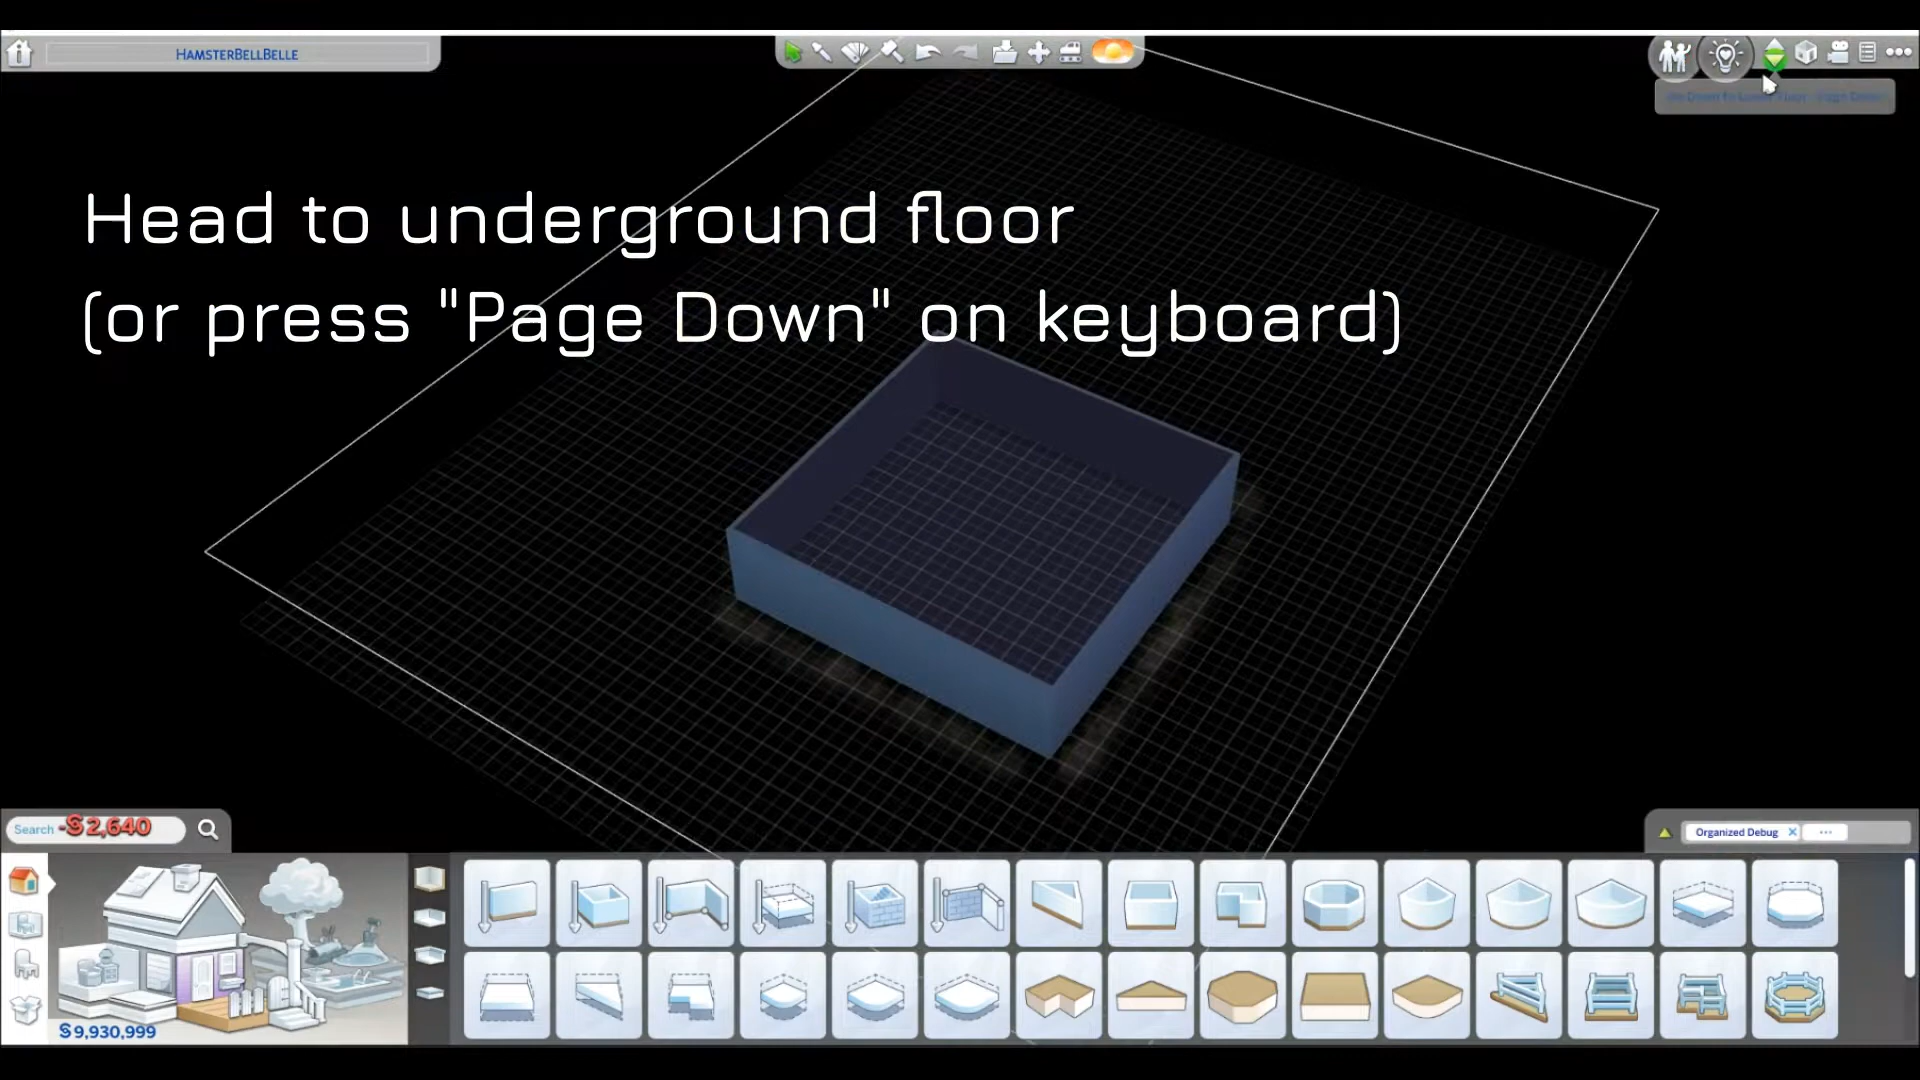 HAMSTERBELLBELLE
Head to underground floor
(or press "Page Down" on keyboard)
Search
-§2,640
Organized Debug
§9,930,999